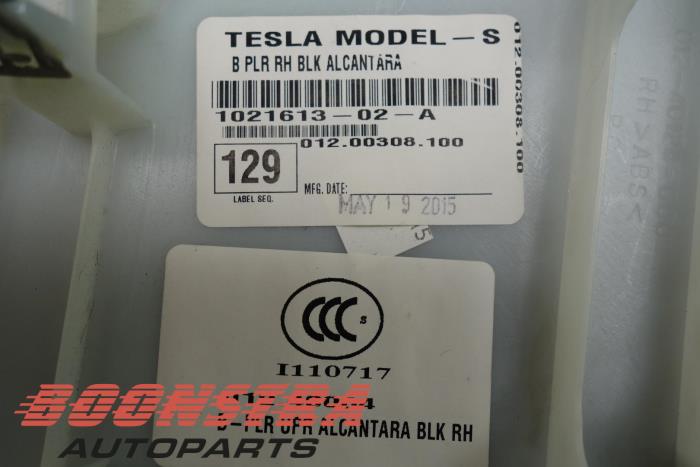 TESLA MODEL-S
B PLR RH BLK ALCANTARA
1021613-02-A
012.00308.100
129
LABEL SEQ.
MFG. DATE:
MAY 19 2015
012.00308.100
RH >ABS<
CCC S
I110717
B-PLR UPR ALCANTARA BLK RH
BOONSTRA
AUTOPARTS